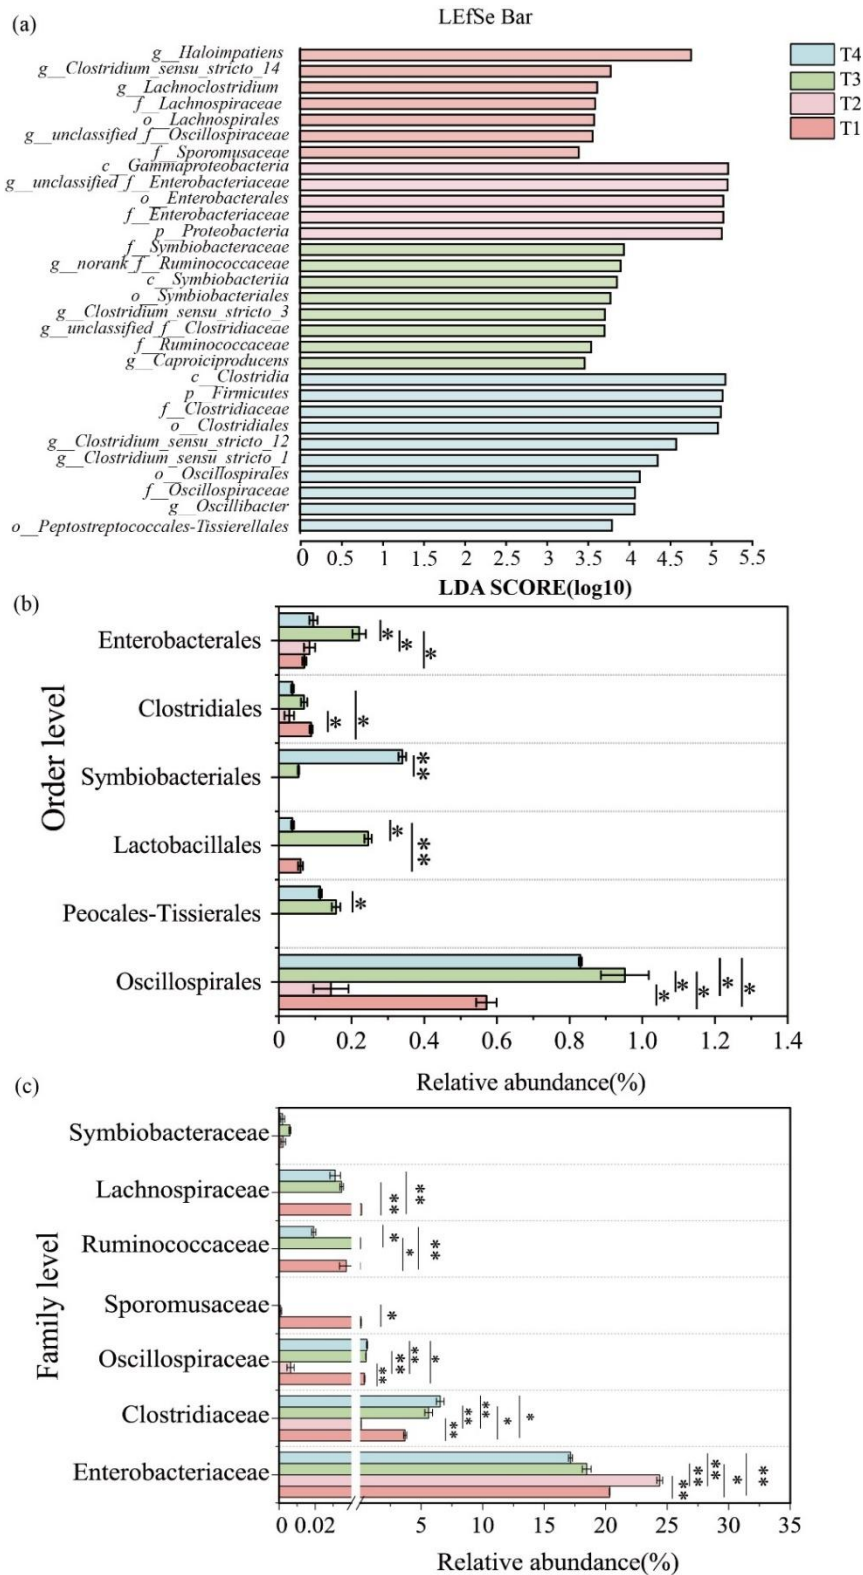 (a)
LEfSe Bar
g__Haloimpatiens
g__Clostridium_sensu_stricto_14
g__Lachnoclostridium
f__Lachnospiraceae
o__Lachnospirales
g__unclassified_f__Oscillospiraceae
f__Sporomusaceae
c__Gammaproteobacteria
g__unclassified_f__Enterobacteriaceae
o__Enterobacterales
f__Enterobacteriaceae
p__Proteobacteria
f__Symbiobacteraceae
g__norank_f__Ruminococcaceae
c__Symbiobacteriia
o__Symbiobacteriales
g__Clostridium_sensu_stricto_3
g__unclassified_f__Clostridiaceae
f__Ruminococcaceae
g__Caproiciproducens
c__Clostridia
p__Firmicutes
f__Clostridiaceae
o__Clostridiales
g__Clostridium_sensu_stricto_12
g__Clostridium_sensu_stricto_1
o__Oscillospirales
f__Oscillospiraceae
g__Oscillibacter
o__Peptostreptococcales-Tissierellales
T4
T3
T2
T1
0 0.5 1 1.5 2 2.5 3 3.5 4 4.5 5 5.5
LDA SCORE(log10)
(b)
Order level
Enterobacterales
* * *
Clostridiales
* *
Symbiobacteriales
**
Lactobacillales
* **
Peocales-Tissierales
*
Oscillospirales
* * * * *
0 0.2 0.4 0.6 0.8 1.0 1.2 1.4
Relative abundance(%)
(c)
Family level
Symbiobacteraceae
Lachnospiraceae
** **
Ruminococcaceae
* * **
Sporomusaceae
*
Oscillospiraceae
** ** ** *
Clostridiaceae
** ** ** * *
Enterobacteriaceae
** ** ** * **
0 0.02 5 10 15 20 25 30 35
Relative abundance(%)